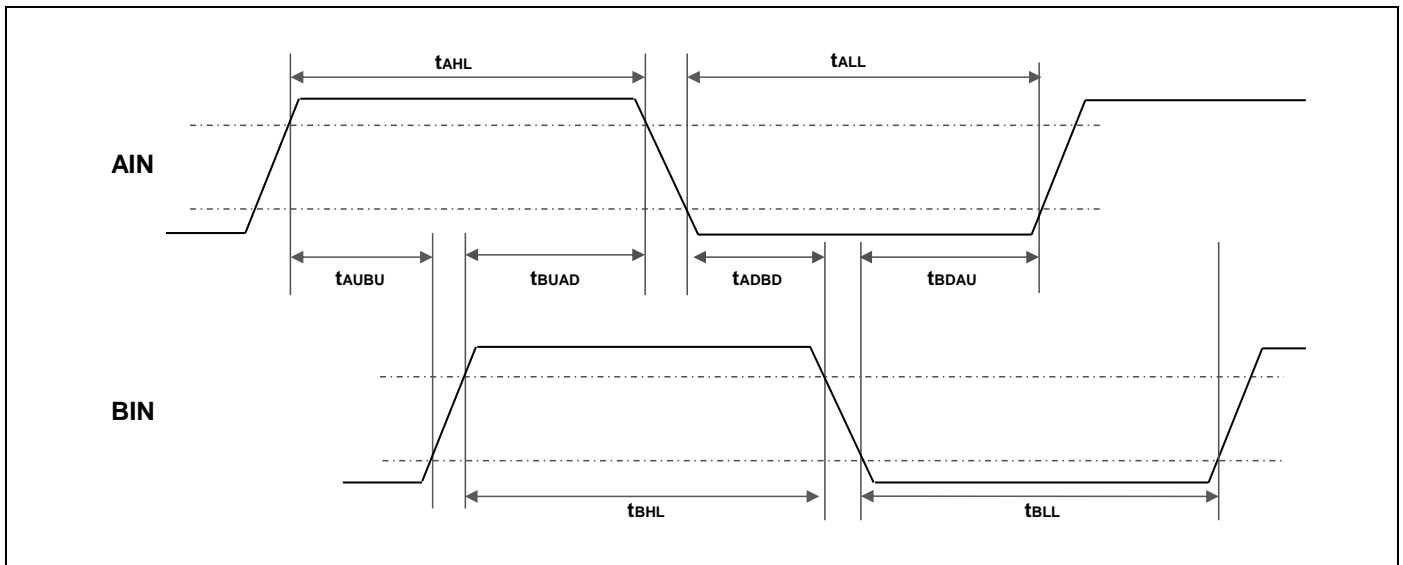 tAHL
tALL
AIN
tAUBU
tBUAD
tADBD
tBDAU
BIN
tBHL
tBLL